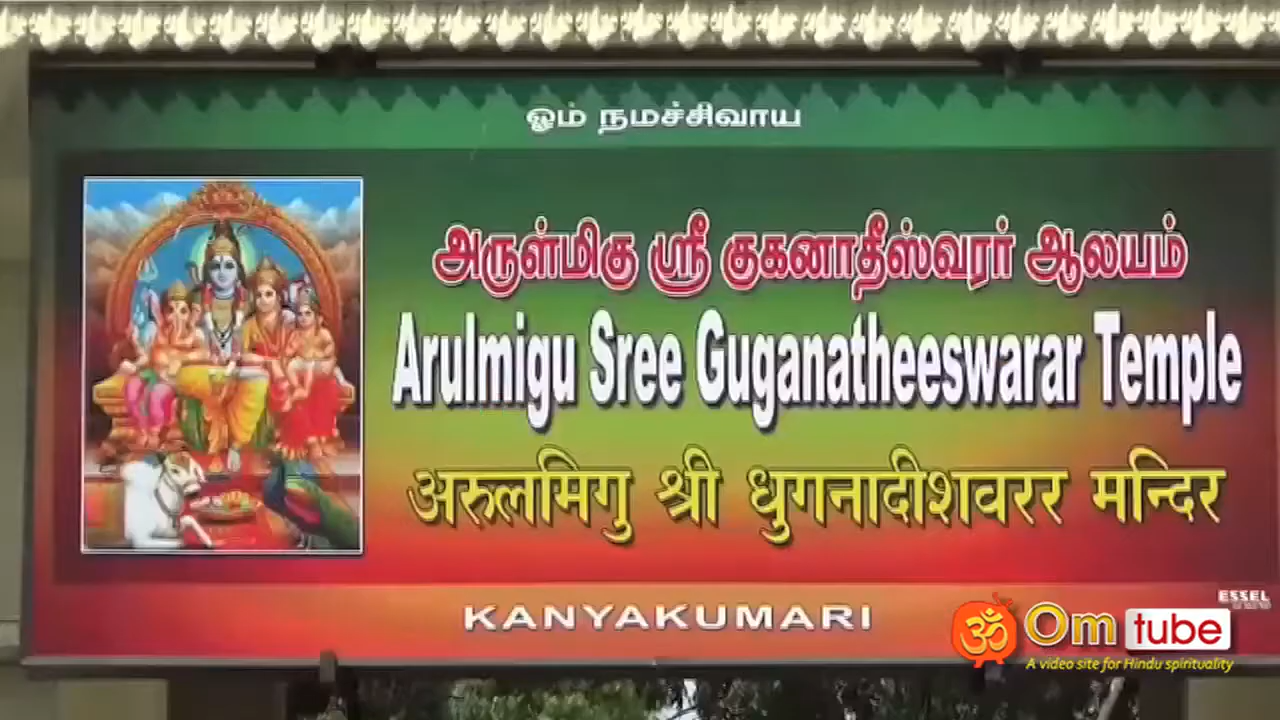 ஓம் நமச்சிவாய
அருள்மிகு ஸ்ரீ குகனாதீஸ்வரர் ஆலயம்
Arulmigu Sree Guganatheeswarar Temple
अरुलमिगु श्री धुगनादीशवरर मन्दिर
KANYAKUMARI
ESSEL
ॐ Om tube
A video site for Hindu spirituality